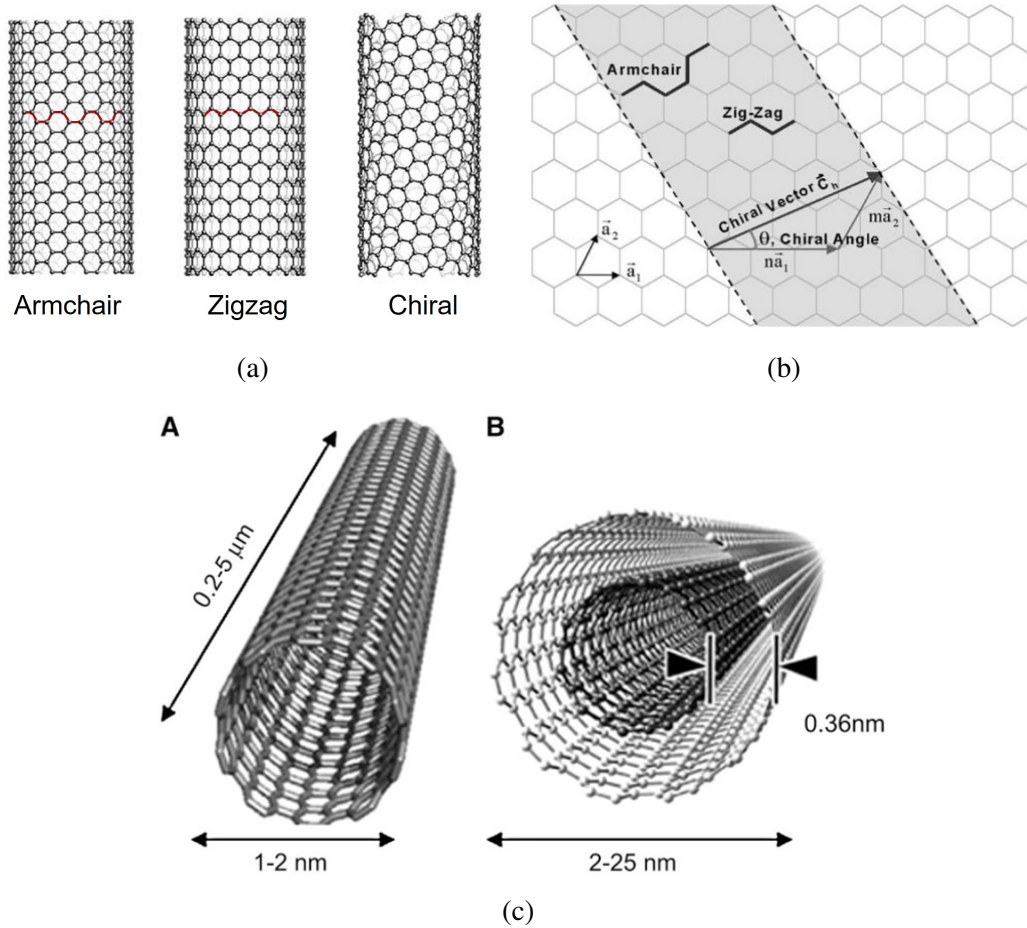 Armchair
Zigzag
Chiral
(a)
Armchair
Zig-Zag
Chiral Vector C⃗h
ma⃗2
θ, Chiral Angle
na⃗1
a⃗2
a⃗1
(b)
A
B
0.2-5 μm
0.36nm
1-2 nm
2-25 nm
(c)